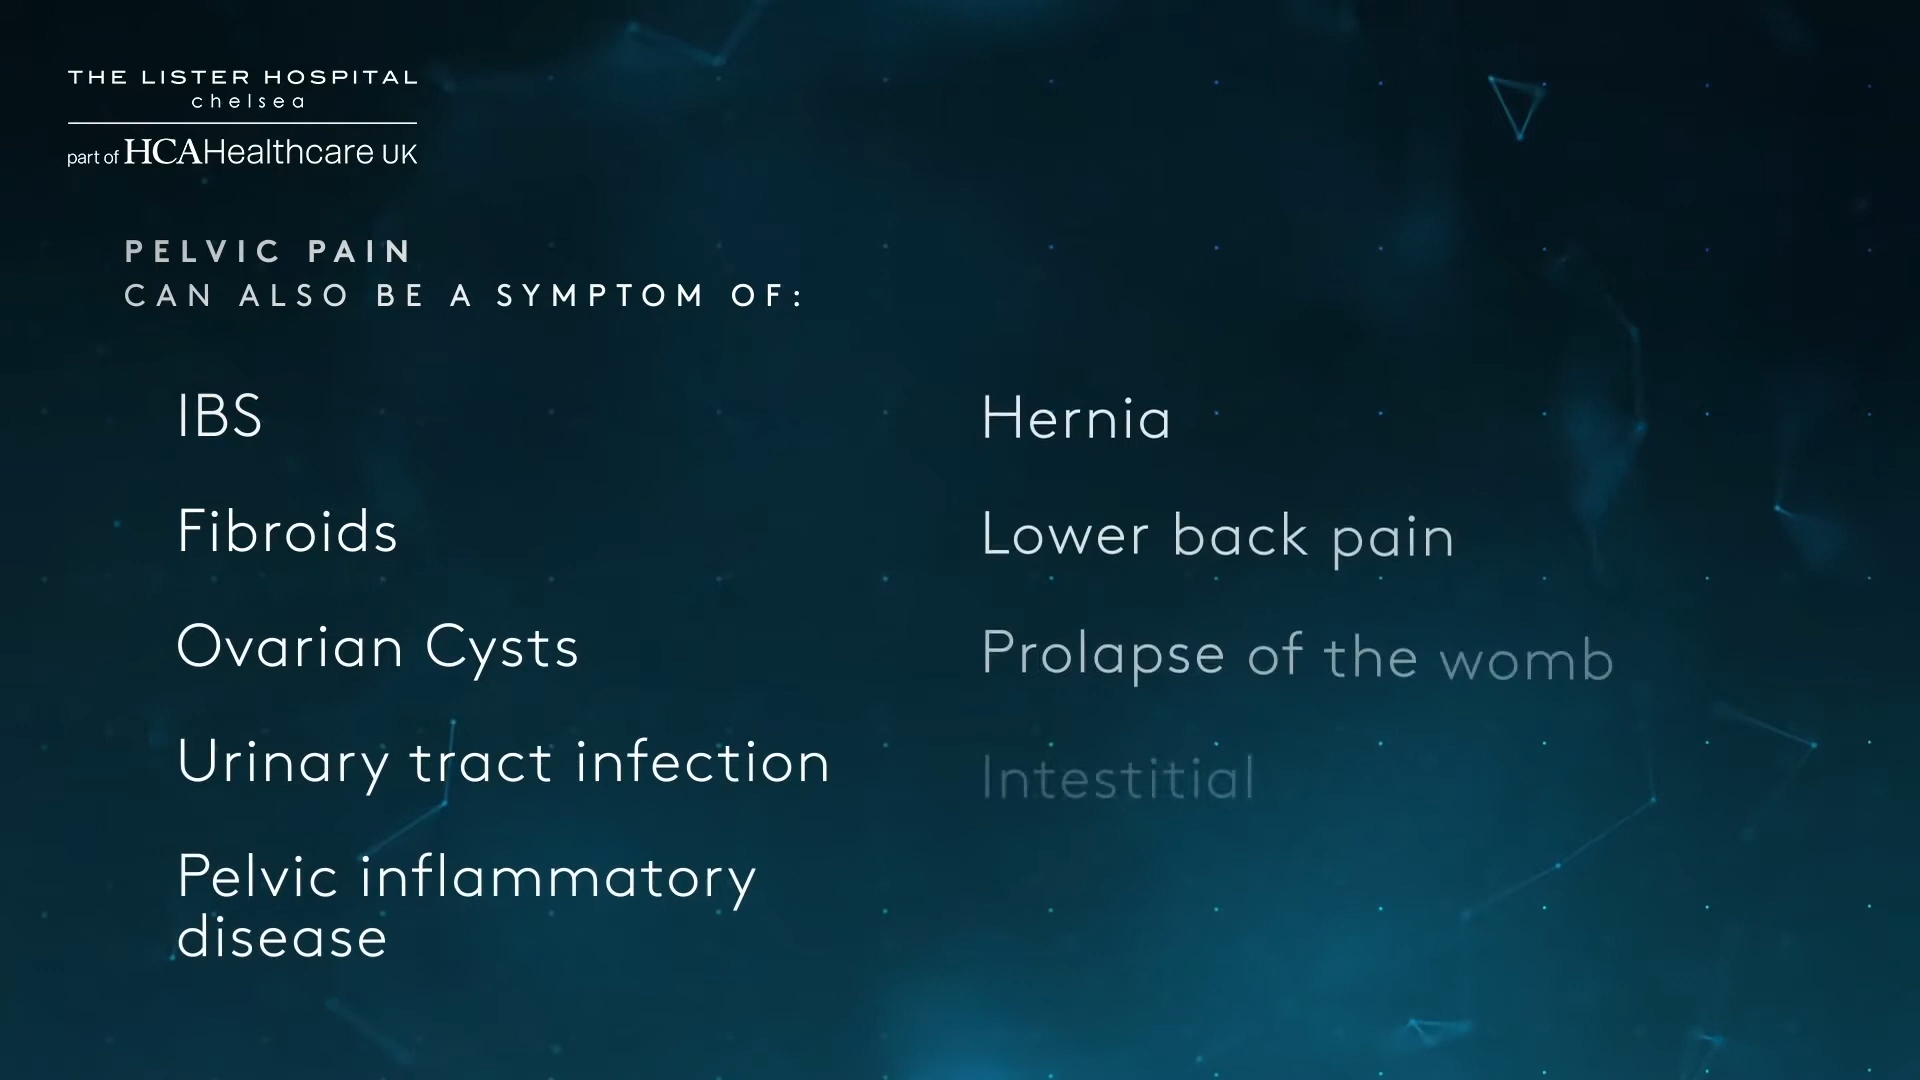 THE LISTER HOSPITAL
chelsea
part of HCAHealthcare UK
PELVIC PAIN
CAN ALSO BE A SYMPTOM OF:
IBS
Fibroids
Ovarian Cysts
Urinary tract infection
Pelvic inflammatory
disease
Hernia
Lower back pain
Prolapse of the womb
Intestitial